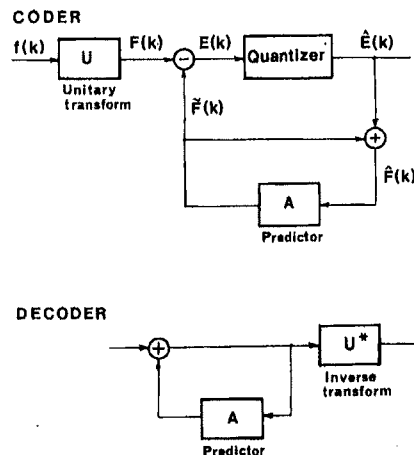 CODER
f(k)
U
F(k)
−
E(k)
Quantizer
Ê(k)
Unitary
transform
F̃(k)
+
F̂(k)
A
Predictor
DECODER
+
U*
Inverse
transform
A
Predictor